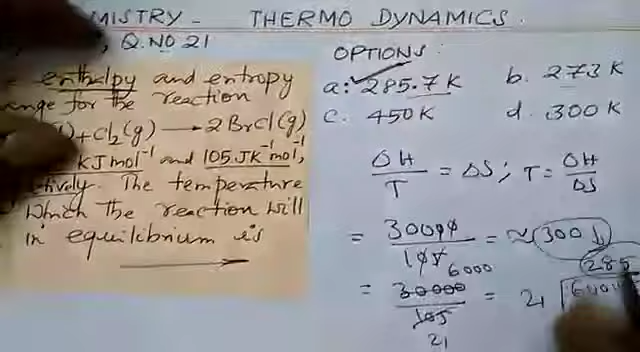 MISTRY - THERMO DYNAMICS.
Q.NO 21
enthalpy and entropy
ange for the reaction
+Cl2(g) → 2BrCl(g)
KJ mol⁻¹ and 105 JK⁻¹ mol⁻¹,
tively. The temperature
which the reaction will
in equilibrium is
OPTIONS:
a: 285.7 K b. 273 K
c. 450 K d. 300 K
ΔH/T = ΔS ; T = ΔH/ΔS
= 30000/105 = ≈ 300
6000
= 30000/105 = 21 285
21